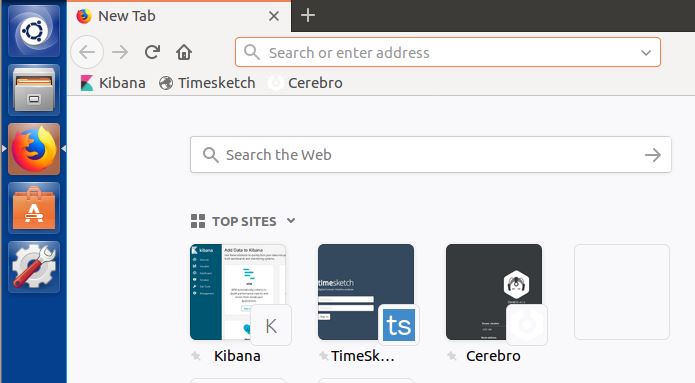 New Tab
Search or enter address
Kibana Timesketch Cerebro
Search the Web
TOP SITES
kibana Add Data to Kibana
timesketch
K ts
Kibana TimeSk... Cerebro